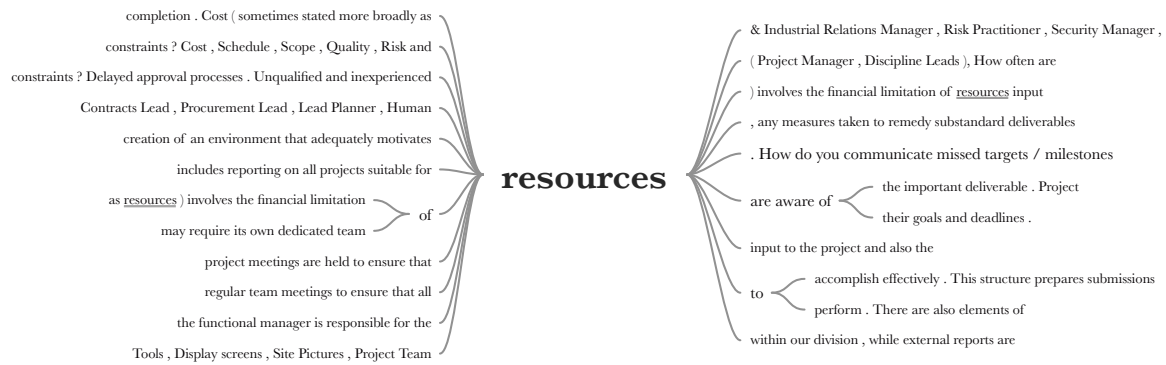 completion . Cost ( sometimes stated more broadly as
constraints ? Cost , Schedule , Scope , Quality , Risk and
constraints ? Delayed approval processes . Unqualified and inexperienced
Contracts Lead , Procurement Lead , Lead Planner , Human
creation of an environment that adequately motivates
includes reporting on all projects suitable for
as resources ) involves the financial limitation
may require its own dedicated team
of
project meetings are held to ensure that
regular team meetings to ensure that all
the functional manager is responsible for the
Tools , Display screens , Site Pictures , Project Team
resources
& Industrial Relations Manager , Risk Practitioner , Security Manager ,
( Project Manager , Discipline Leads ), How often are
) involves the financial limitation of resources input
, any measures taken to remedy substandard deliverables
. How do you communicate missed targets / milestones
are aware of
the important deliverable . Project
their goals and deadlines .
input to the project and also the
to
accomplish effectively . This structure prepares submissions
perform . There are also elements of
within our division , while external reports are